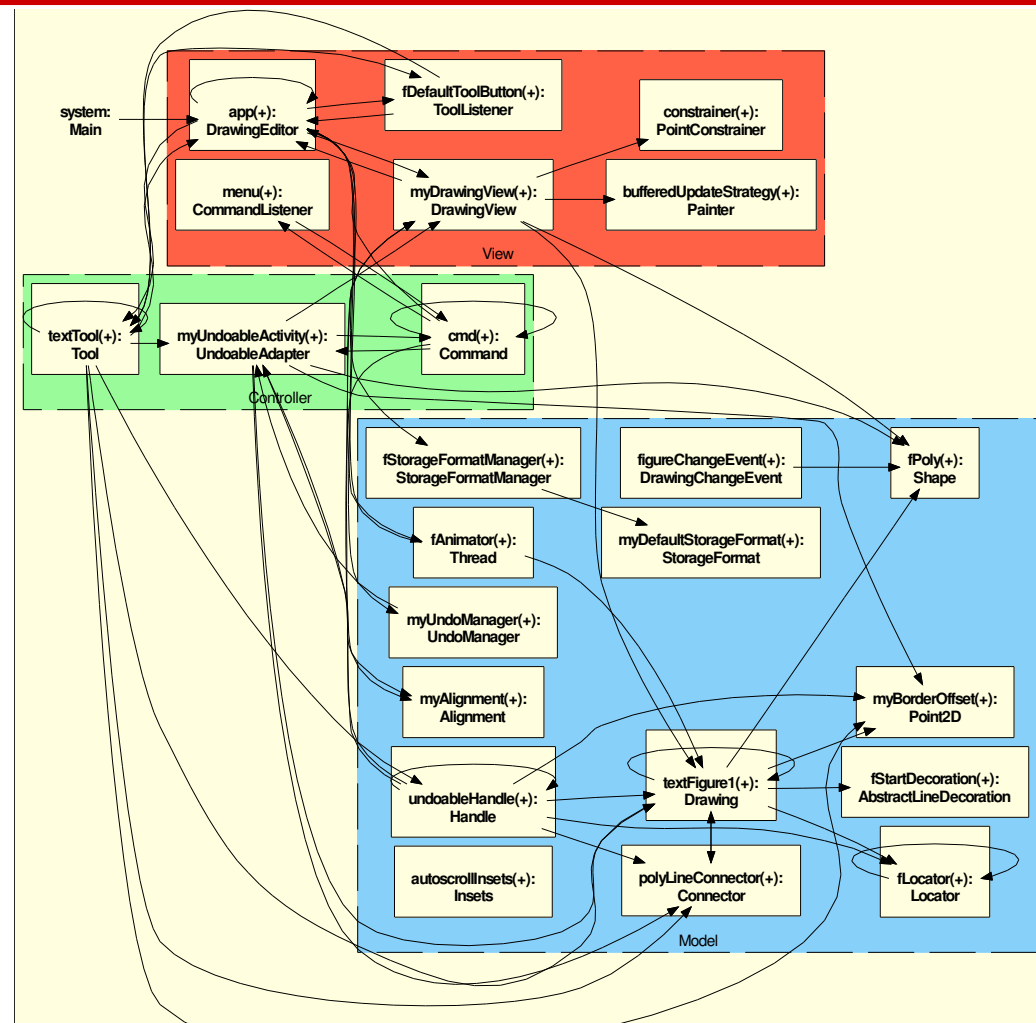 system:
Main
app(+):
DrawingEditor
fDefaultToolButton(+):
ToolListener
constrainer(+):
PointConstrainer
menu(+):
CommandListener
myDrawingView(+):
DrawingView
bufferedUpdateStrategy(+):
Painter
View
textTool(+):
Tool
myUndoableActivity(+):
UndoableAdapter
cmd(+):
Command
Controller
fStorageFormatManager(+):
StorageFormatManager
figureChangeEvent(+):
DrawingChangeEvent
fPoly(+):
Shape
fAnimator(+):
Thread
myDefaultStorageFormat(+):
StorageFormat
myUndoManager(+):
UndoManager
myAlignment(+):
Alignment
myBorderOffset(+):
Point2D
undoableHandle(+):
Handle
textFigure1(+):
Drawing
fStartDecoration(+):
AbstractLineDecoration
autoscrollInsets(+):
Insets
polyLineConnector(+):
Connector
fLocator(+):
Locator
Model